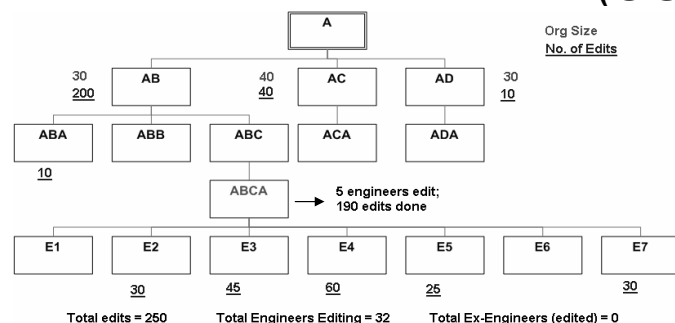 A
Org Size
No. of Edits
30 AB 40 AC AD 30
200 40 10
ABA ABB ABC ACA ADA
10
ABCA
5 engineers edit;
190 edits done
E1 E2 E3 E4 E5 E6 E7
30 45 60 25 30
Total edits = 250 Total Engineers Editing = 32 Total Ex-Engineers (edited) = 0